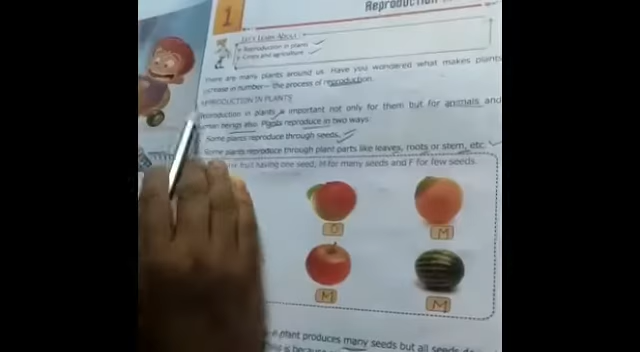 1
Reproduction
LET'S LEARN ABOUT
Reproduction in plants
Crops and agriculture
There are many plants around us. Have you wondered what makes plants
increase in number— the process of reproduction.
REPRODUCTION IN PLANTS
Reproduction in plants is important not only for them but for animals and
human beings also. Plants reproduce in two ways:
Some plants reproduce through seeds.
Some plants reproduce through plant parts like leaves, roots or stem, etc.
fruit having one seed, M for many seeds and F for few seeds.
O
M
M
M
plant produces many seeds but all seeds do
is because